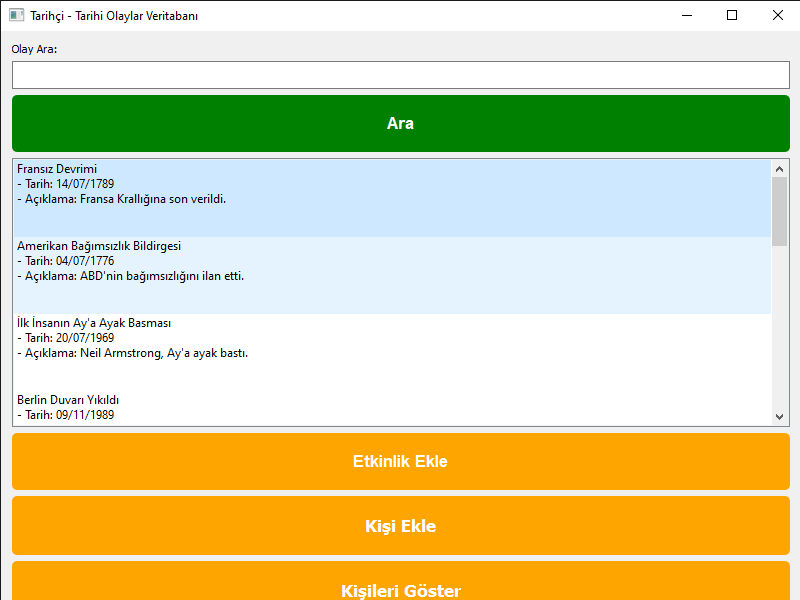 Tarihçi - Tarihi Olaylar Veritabanı
Olay Ara:
Ara
Fransız Devrimi
- Tarih: 14/07/1789
- Açıklama: Fransa Krallığına son verildi.
Amerikan Bağımsızlık Bildirgesi
- Tarih: 04/07/1776
- Açıklama: ABD'nin bağımsızlığını ilan etti.
İlk İnsanın Ay'a Ayak Basması
- Tarih: 20/07/1969
- Açıklama: Neil Armstrong, Ay'a ayak bastı.
Berlin Duvarı Yıkıldı
- Tarih: 09/11/1989
Etkinlik Ekle
Kişi Ekle
Kişileri Göster